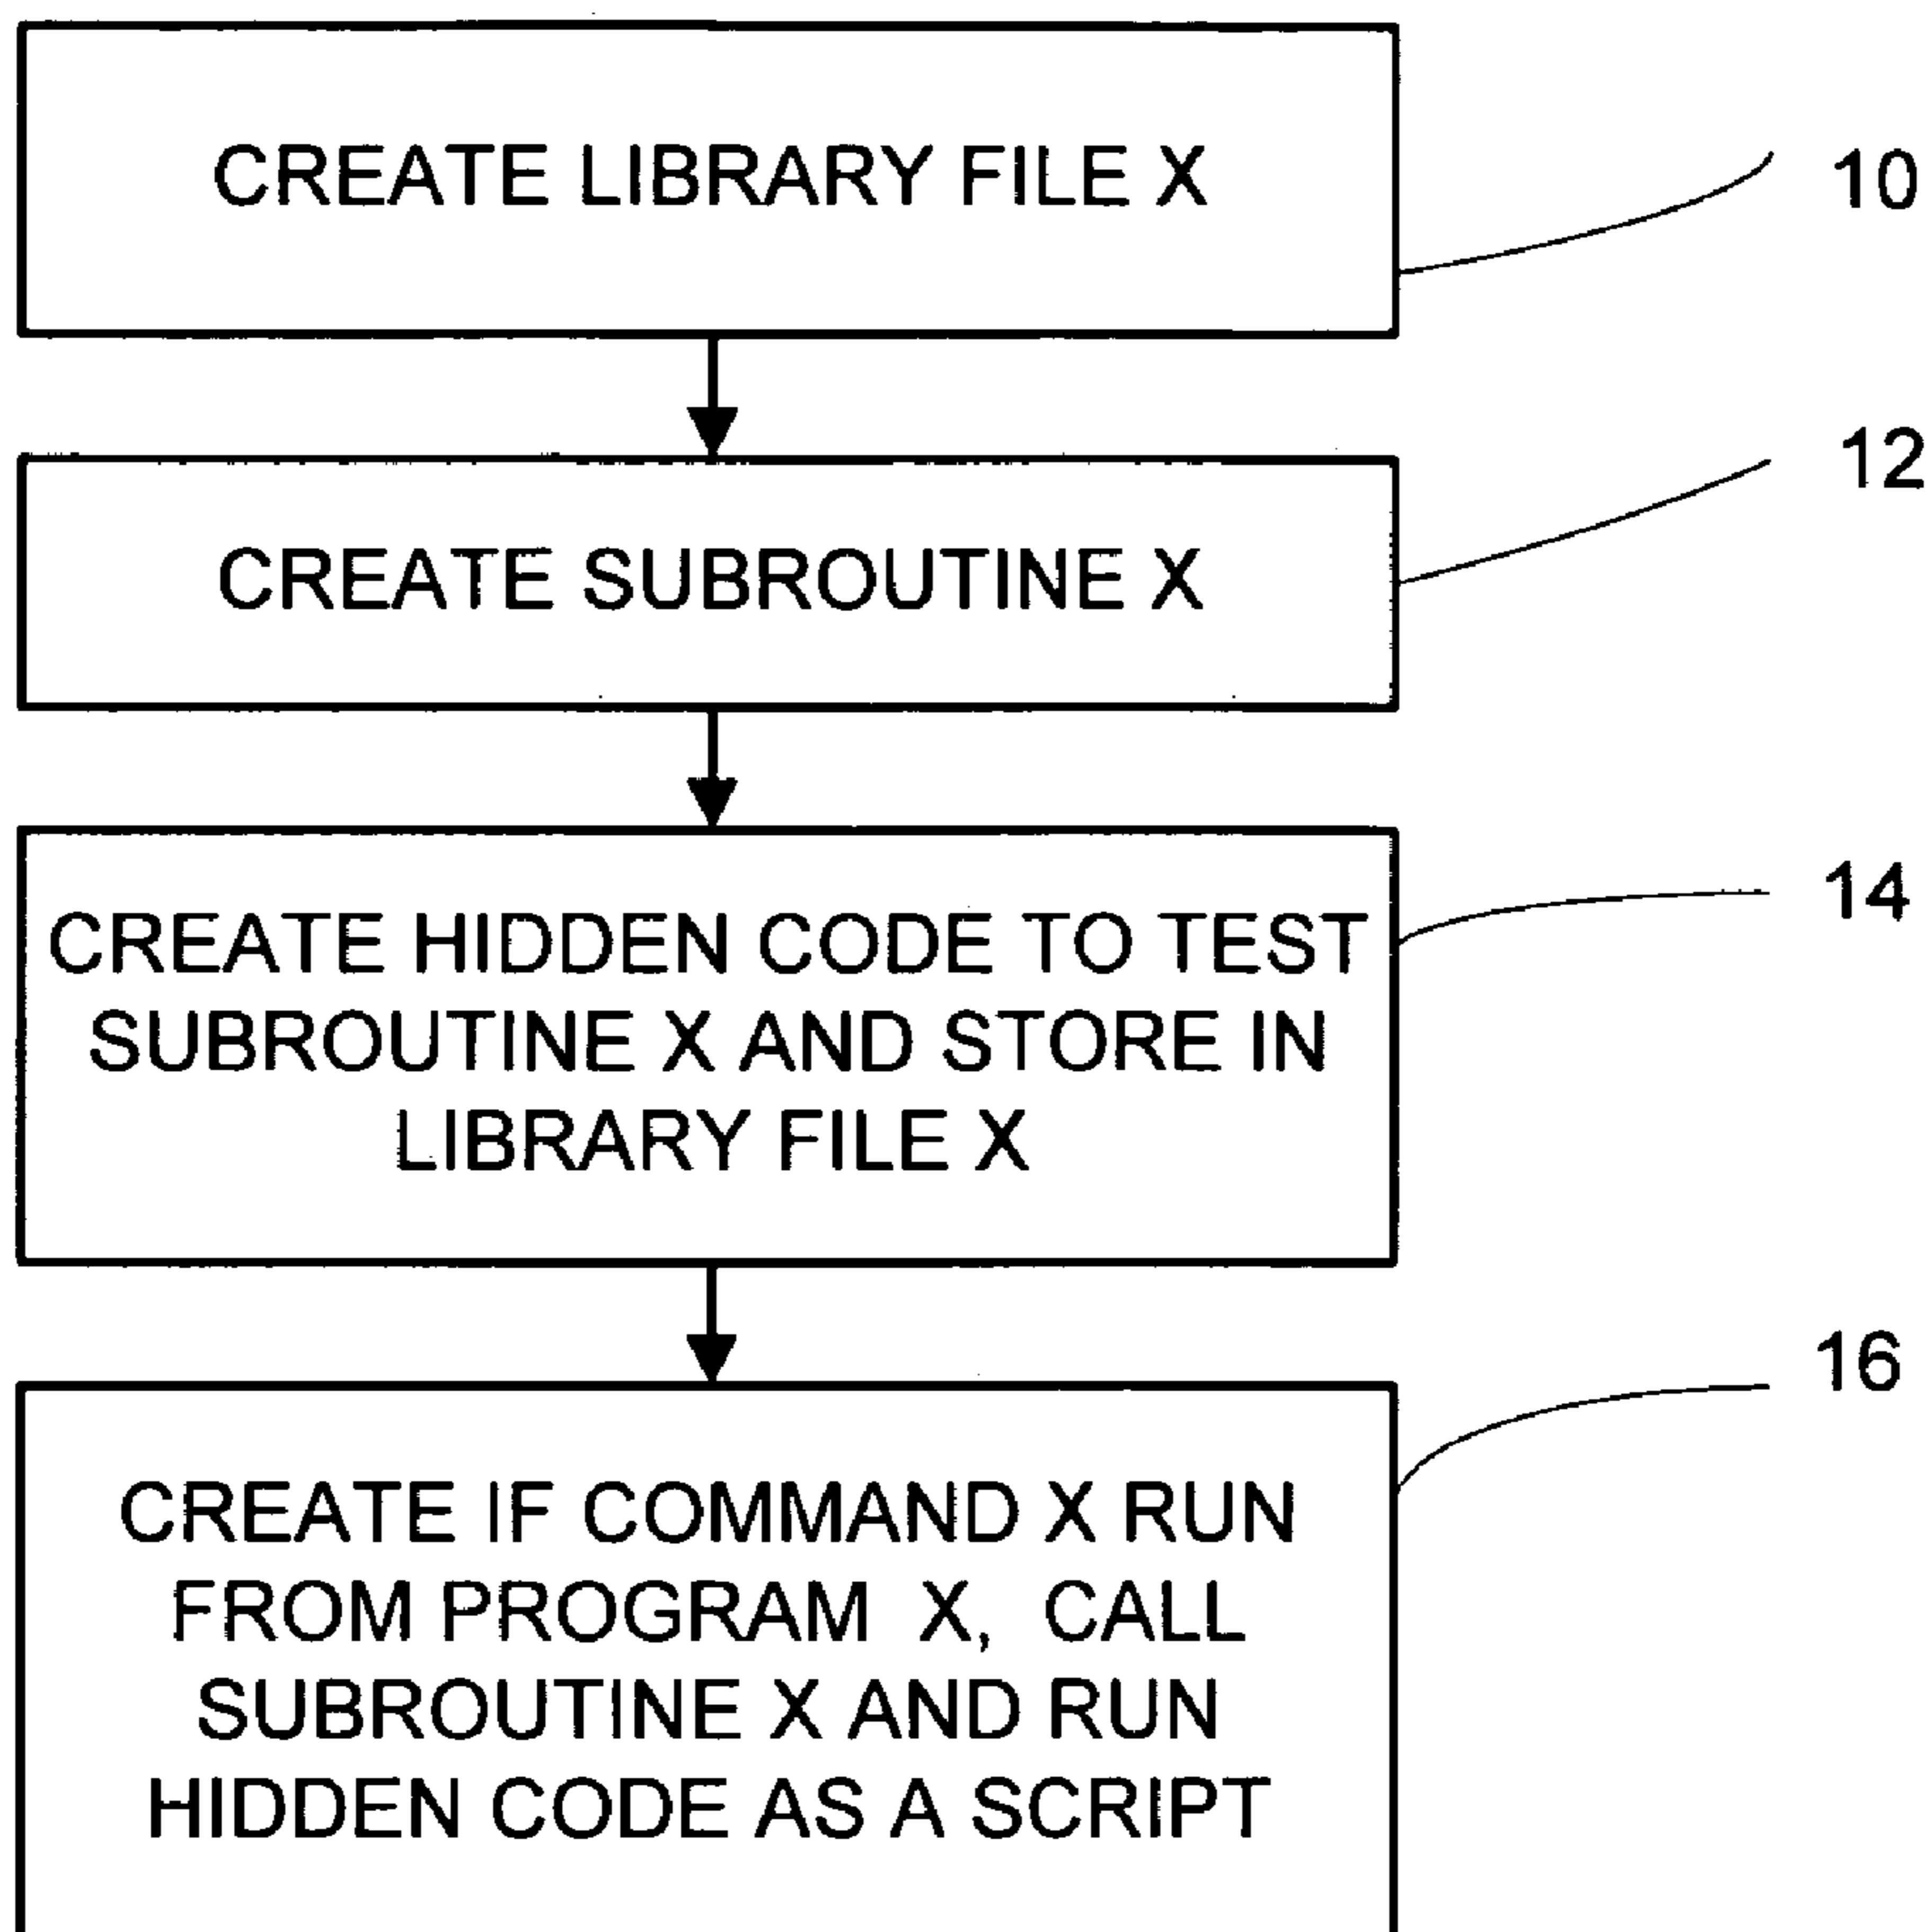 CREATE LIBRARY FILE X
10
CREATE SUBROUTINE X
12
CREATE HIDDEN CODE TO TEST
SUBROUTINE X AND STORE IN
LIBRARY FILE X
14
CREATE IF COMMAND X RUN
FROM PROGRAM X, CALL
SUBROUTINE X AND RUN
HIDDEN CODE AS A SCRIPT
16